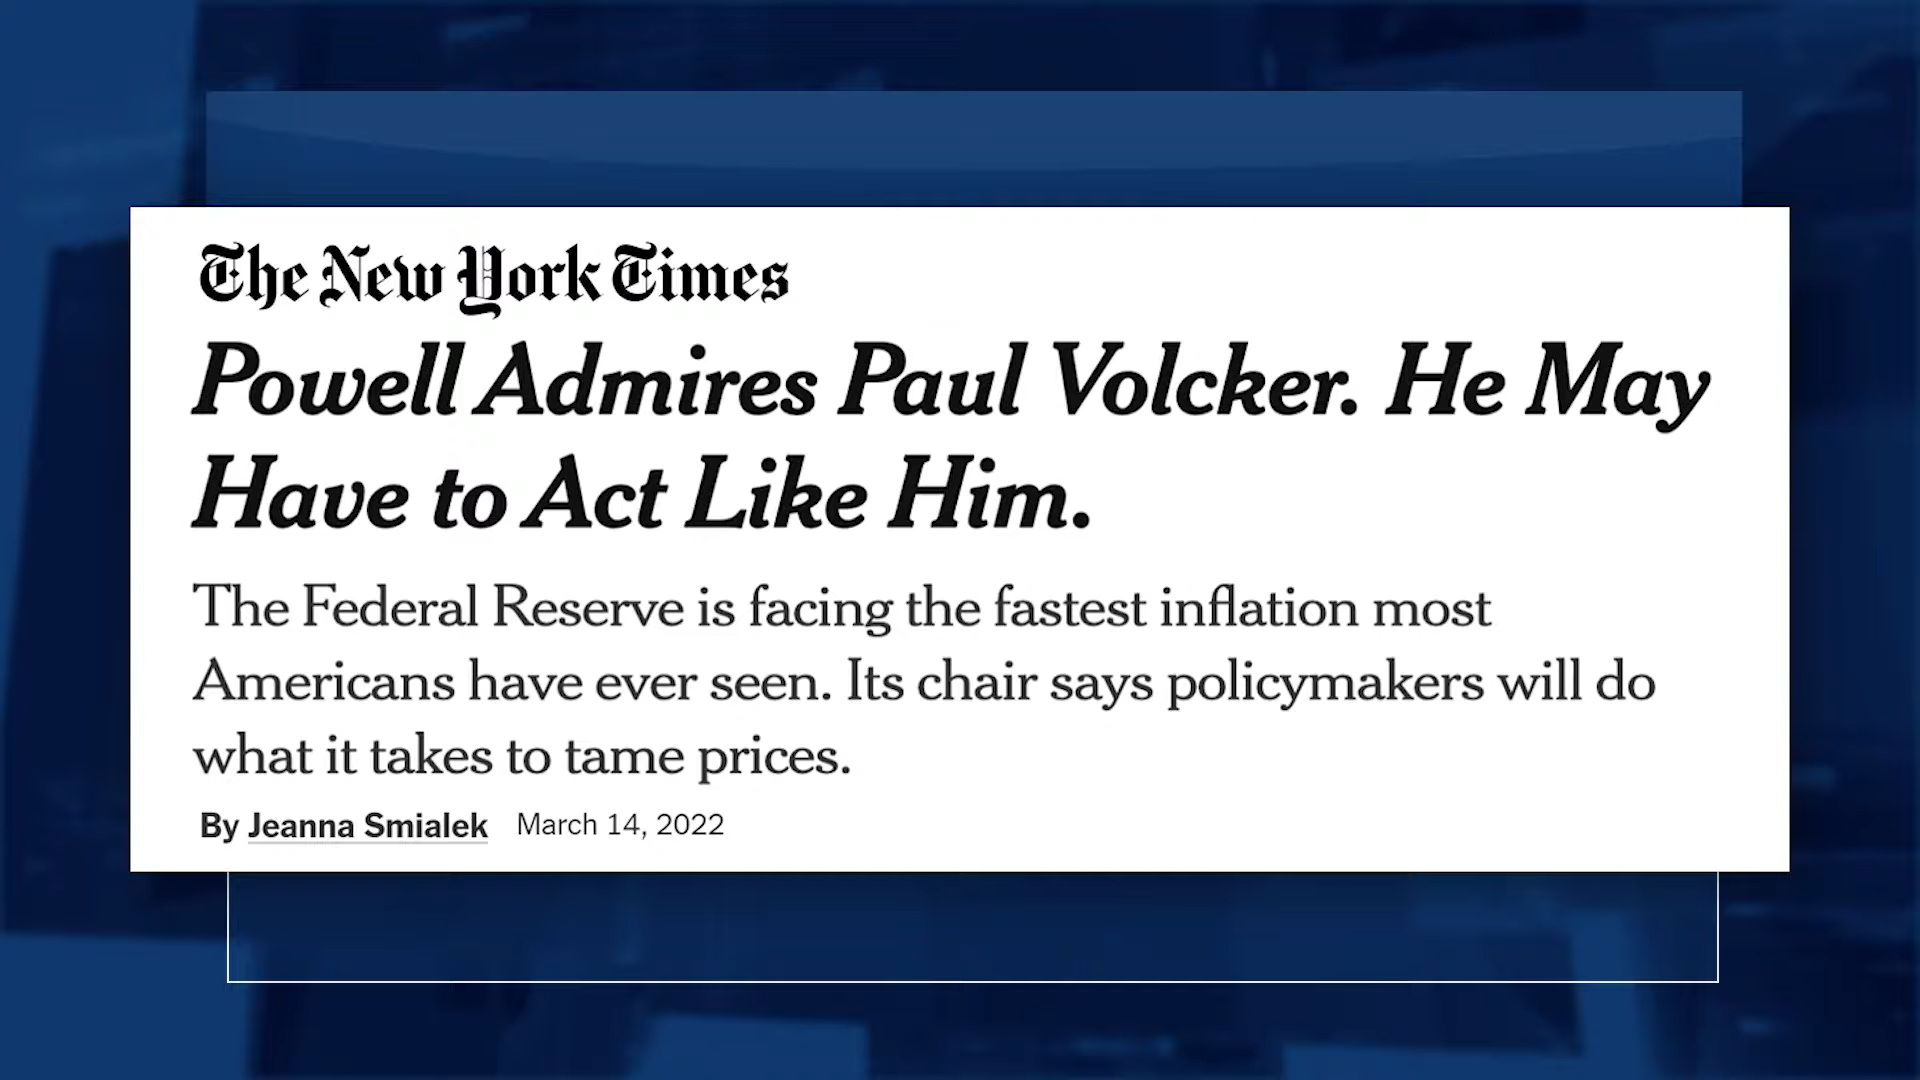 The New York Times
Powell Admires Paul Volcker. He May
Have to Act Like Him.
The Federal Reserve is facing the fastest inflation most
Americans have ever seen. Its chair says policymakers will do
what it takes to tame prices.
By Jeanna Smialek March 14, 2022